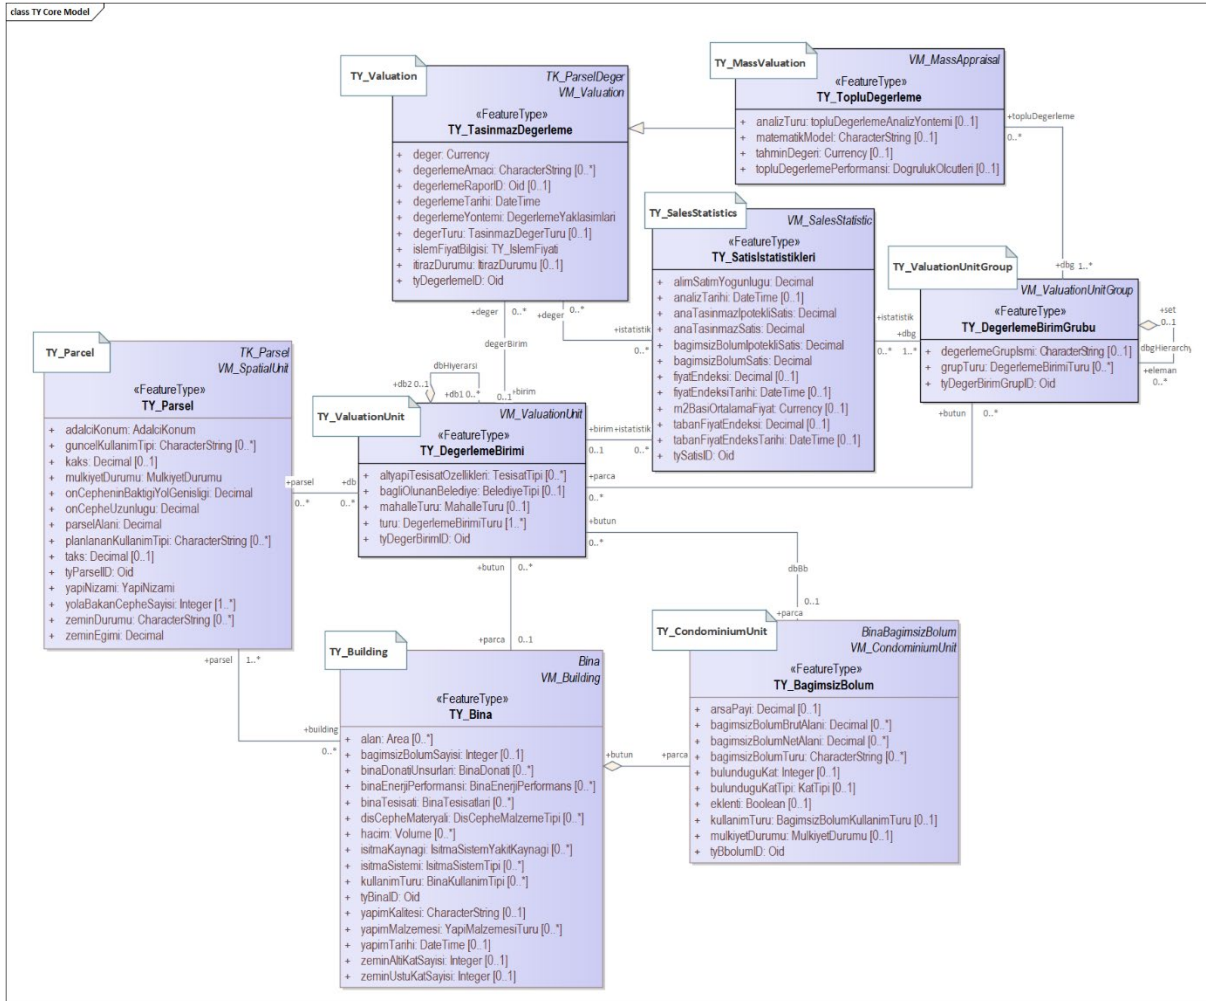 class TY Core Model
TY_Valuation
TK_ParselDeger
VM_Valuation
«FeatureType»
TY_TasinmazDegerleme
+ deger: Currency
+ degerlemeAmaci: CharacterString [0..*]
+ degerlemeRaporID: Oid [0..1]
+ degerlemeTarihi: DateTime
+ degerlemeYontemi: DegerlemeYaklasimlari
+ degerTuru: TasinmazDegerTuru [0..1]
+ islemFiyatBilgisi: TY_IslemFiyati
+ itirazDurumu: ItirazDurumu [0..1]
+ tyDegerlemeID: Oid
TY_MassValuation
VM_MassAppraisal
«FeatureType»
TY_TopluDegerleme
+ analizTuru: topluDegerlemeAnalizYontemi [0..1]
+ matematikModel: CharacterString [0..1]
+ tahminDegeri: Currency [0..1]
+ topluDegerlemePerformansi: DogrulukOlcutleri [0..1]
+topluDegerleme
0..*
+dbg
1..*
TY_SalesStatistics
VM_SalesStatistic
«FeatureType»
TY_SatisIstatistikleri
+ alimSatimYogunlugu: Decimal
+ analizTarihi: DateTime [0..1]
+ anaTasinmazIpotekliSatis: Decimal
+ anaTasinmazSatis: Decimal
+ bagimsizBolumIpotekliSatis: Decimal
+ bagimsizBolumSatis: Decimal
+ fiyatEndeksi: Decimal [0..1]
+ fiyatEndeksiTarihi: DateTime [0..1]
+ m2BasiOrtalamaFiyat: Currency [0..1]
+ tabanFiyatEndeksi: Decimal [0..1]
+ tabanFiyatEndeksTarihi: DateTime [0..1]
+ tySatisID: Oid
TY_ValuationUnitGroup
VM_ValuationUnitGroup
«FeatureType»
TY_DegerlemeBirimGrubu
+ degerlemeGrupIsmi: CharacterString [0..1]
+ grupTuru: DegerlemeBirimiTuru [0..*]
+ tyDegerBirimGrupID: Oid
+set
0..1
dbgHierarchy
+eleman
0..*
+istatistik
+dbg
0..*
1..*
+butun
0..*
+deger
0..*
degerBirim
+birim
0..1
+deger
0..*
+istatistik
0..*
dbHiyerarsi
+db2
0..1
+db1
0..*
TY_ValuationUnit
VM_ValuationUnit
«FeatureType»
TY_DegerlemeBirimi
+ altyapiTesisatOzellikleri: TesisatTipi [0..*]
+ bagliOlunanBelediye: BelediyeTipi [0..1]
+ mahalleTuru: MahalleTuru [0..1]
+ turu: DegerlemeBirimiTuru [1..*]
+ tyDegerBirimID: Oid
+birim
+istatistik
0..1
0..*
+parca
0..*
+butun
0..*
dbBb
0..1
+parca
TY_Parcel
TK_Parsel
VM_SpatialUnit
«FeatureType»
TY_Parsel
+ adaIciKonum: AdaIciKonum
+ guncelKullanimTipi: CharacterString [0..*]
+ kaks: Decimal [0..1]
+ mulkiyetDurumu: MulkiyetDurumu
+ onCepheninBaktigiYolGenisligi: Decimal
+ onCepheUzunlugu: Decimal
+ parselAlani: Decimal
+ planlananKullanimTipi: CharacterString [0..*]
+ taks: Decimal [0..1]
+ tyParselID: Oid
+ yapiNizami: YapiNizami
+ yolaBakanCepheSayisi: Integer [1..*]
+ zeminDurumu: CharacterString [0..*]
+ zeminEgimi: Decimal
+parsel
+db
0..*
0..*
+butun
0..*
+parca
0..1
+parsel
1..*
+building
0..*
TY_Building
Bina
VM_Building
«FeatureType»
TY_Bina
+ alan: Area [0..*]
+ bagimsizBolumSayisi: Integer [0..1]
+ binaDonatiUnsurlari: BinaDonati [0..*]
+ binaEnerjiPerformansi: BinaEnerjiPerformans [0..*]
+ binaTesisati: BinaTesisatlari [0..*]
+ disCepheMateryali: DisCepheMalzemeTipi [0..*]
+ hacim: Volume [0..*]
+ isitmaKaynagi: IsitmaSistemYakitKaynagi [0..*]
+ isitmaSistemi: IsitmaSistemTipi [0..*]
+ kullanimTuru: BinaKullanimTipi [0..*]
+ tyBinaID: Oid
+ yapimKalitesi: CharacterString [0..1]
+ yapimMalzemesi: YapiMalzemesiTuru [0..*]
+ yapimTarihi: DateTime [0..1]
+ zeminAltiKatSayisi: Integer [0..1]
+ zeminUstuKatSayisi: Integer [0..1]
+butun
+parca
TY_CondominiumUnit
BinaBagimsizBolum
VM_CondominiumUnit
«FeatureType»
TY_BagimsizBolum
+ arsaPayi: Decimal [0..1]
+ bagimsizBolumBrutAlani: Decimal [0..*]
+ bagimsizBolumNetAlani: Decimal [0..*]
+ bagimsizBolumTuru: CharacterString [0..*]
+ bulunduguKat: Integer [0..1]
+ bulunduguKatTipi: KatTipi [0..1]
+ eklenti: Boolean [0..1]
+ kullanimTuru: BagimsizBolumKullanimTuru [0..1]
+ mulkiyetDurumu: MulkiyetDurumu [0..1]
+ tyBbolumID: Oid